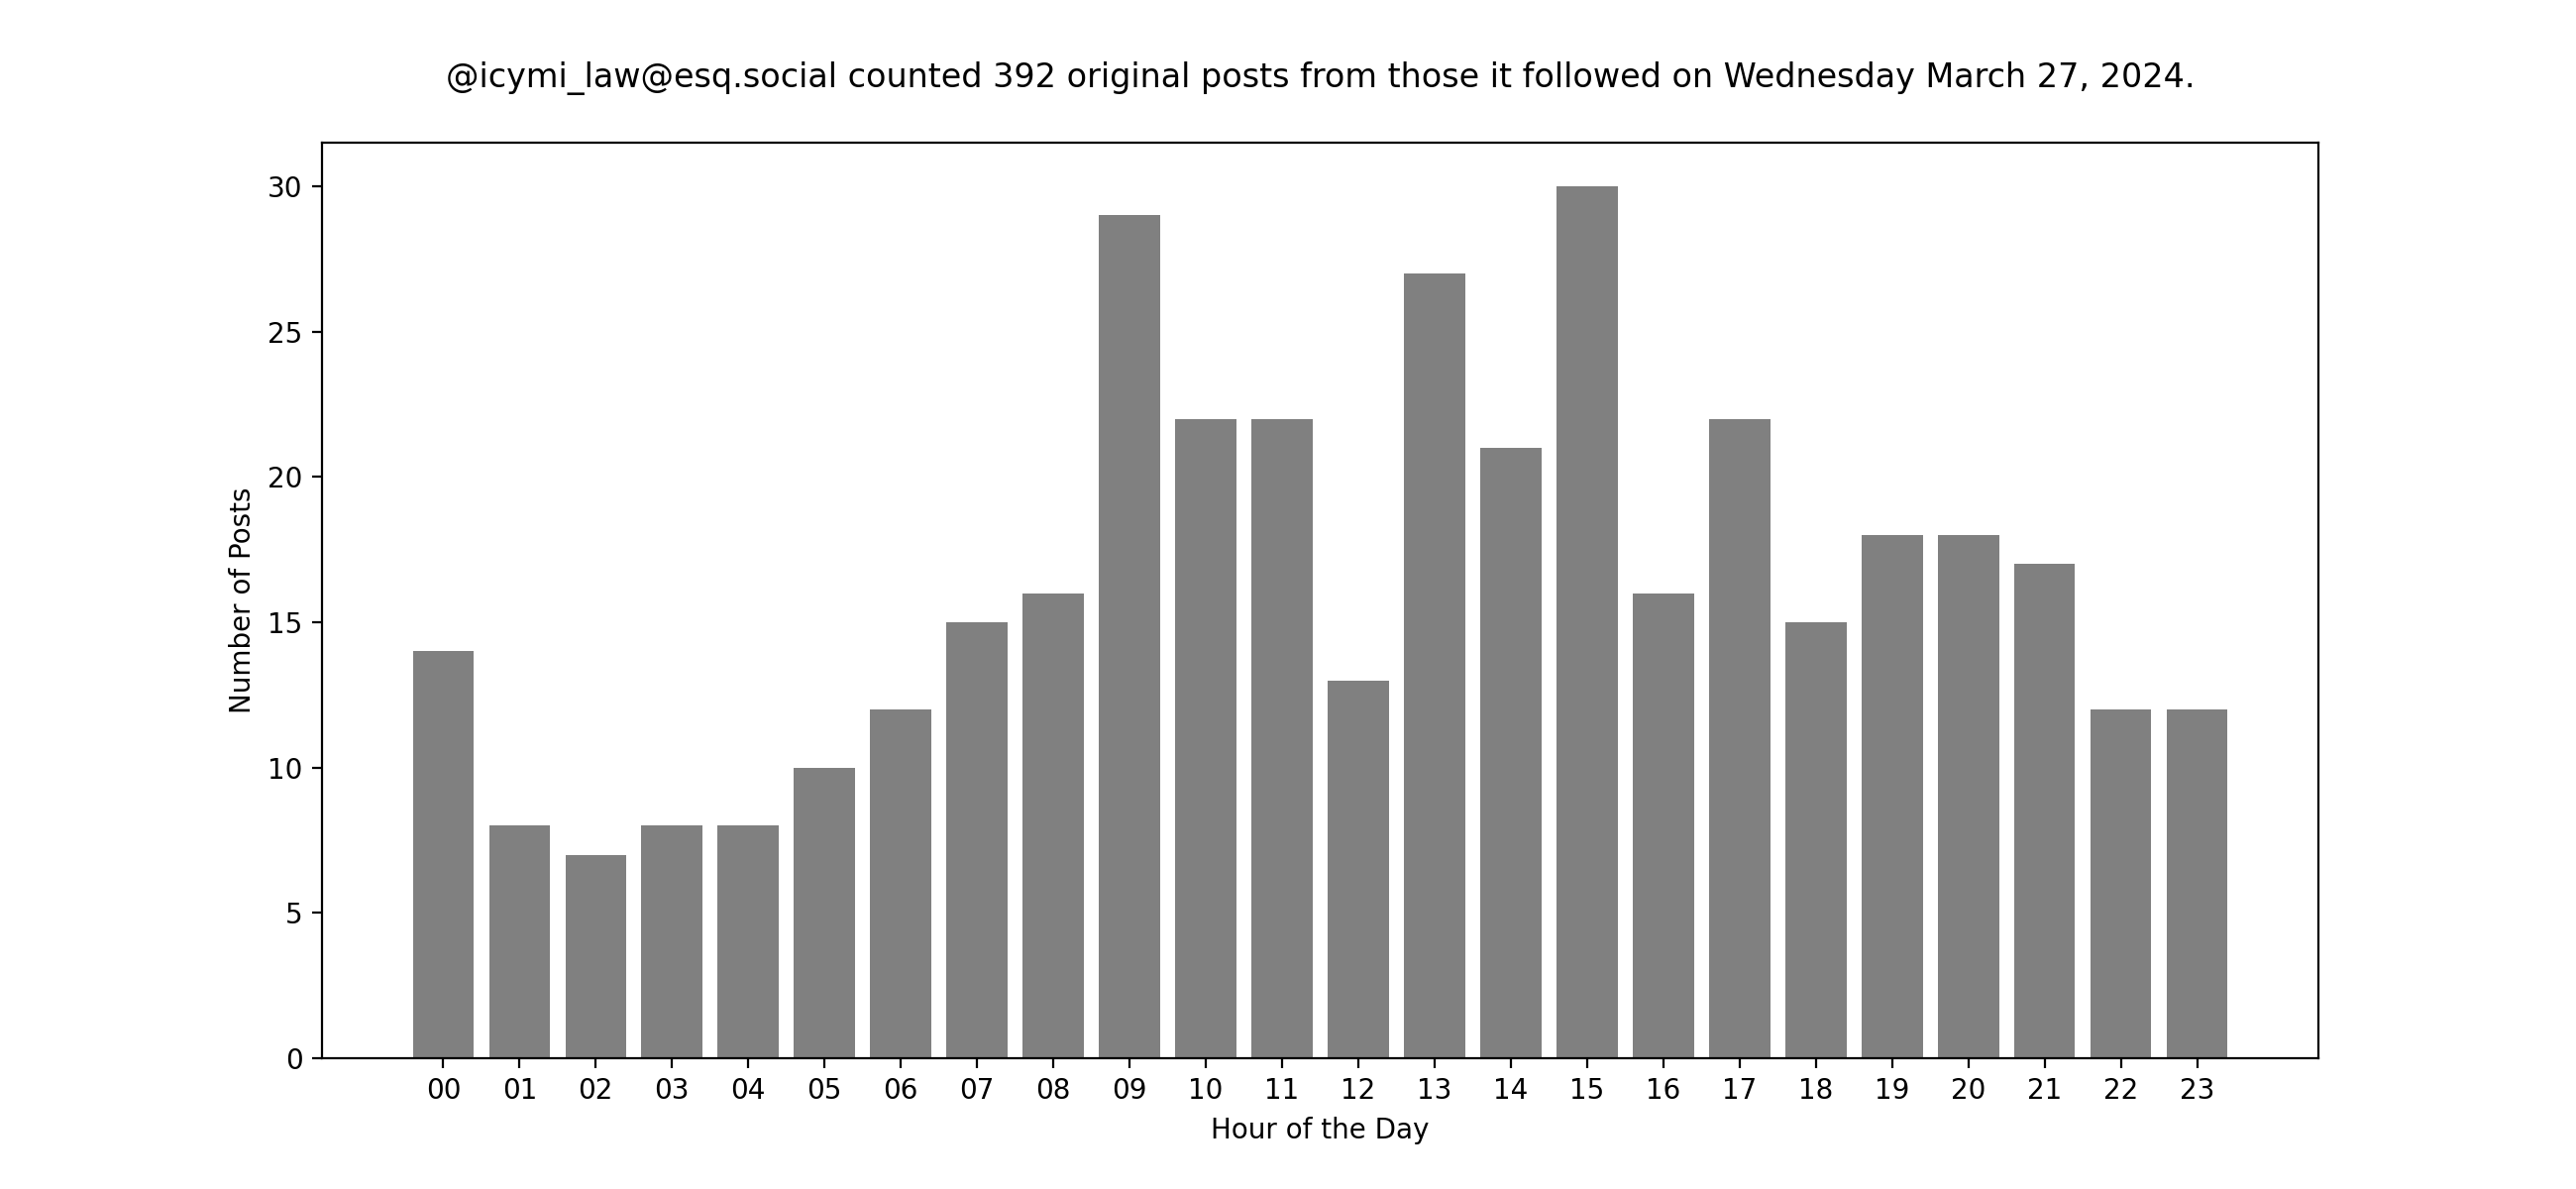 @icymi_law@esq.social counted 392 original posts from those it followed on Wednesday March 27, 2024.
30
25
20
15
10
5
0
Number of Posts
00 01 02 03 04 05 06 07 08 09 10 11 12 13 14 15 16 17 18 19 20 21 22 23
Hour of the Day